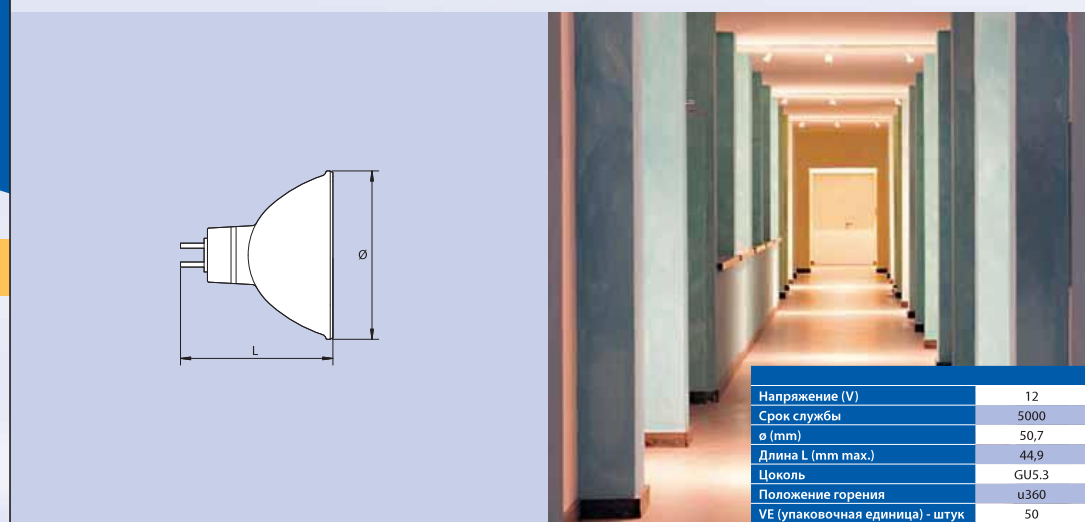 Ø
L
Напряжение (V) 12
Срок службы 5000
ø (mm) 50,7
Длина L (mm max.) 44,9
Цоколь GU5.3
Положение горения u360
VE (упаковочная единица) - штук 50